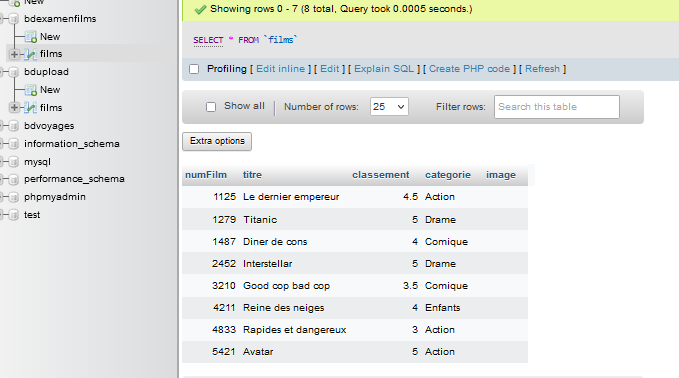 New
bdexamenfilms
New
films
bdupload
New
films
bdvoyages
information_schema
mysql
performance_schema
phpmyadmin
test
Showing rows 0 - 7 (8 total, Query took 0.0005 seconds.)
SELECT * FROM `films`
Profiling [ Edit inline ] [ Edit ] [ Explain SQL ] [ Create PHP code ] [ Refresh ]
Show all | Number of rows: 25 Filter rows: Search this table
Extra options
numFilm titre classement categorie image
1125 Le dernier empereur 4.5 Action
1279 Titanic 5 Drame
1487 Diner de cons 4 Comique
2452 Interstellar 5 Drame
3210 Good cop bad cop 3.5 Comique
4211 Reine des neiges 4 Enfants
4833 Rapides et dangereux 3 Action
5421 Avatar 5 Action